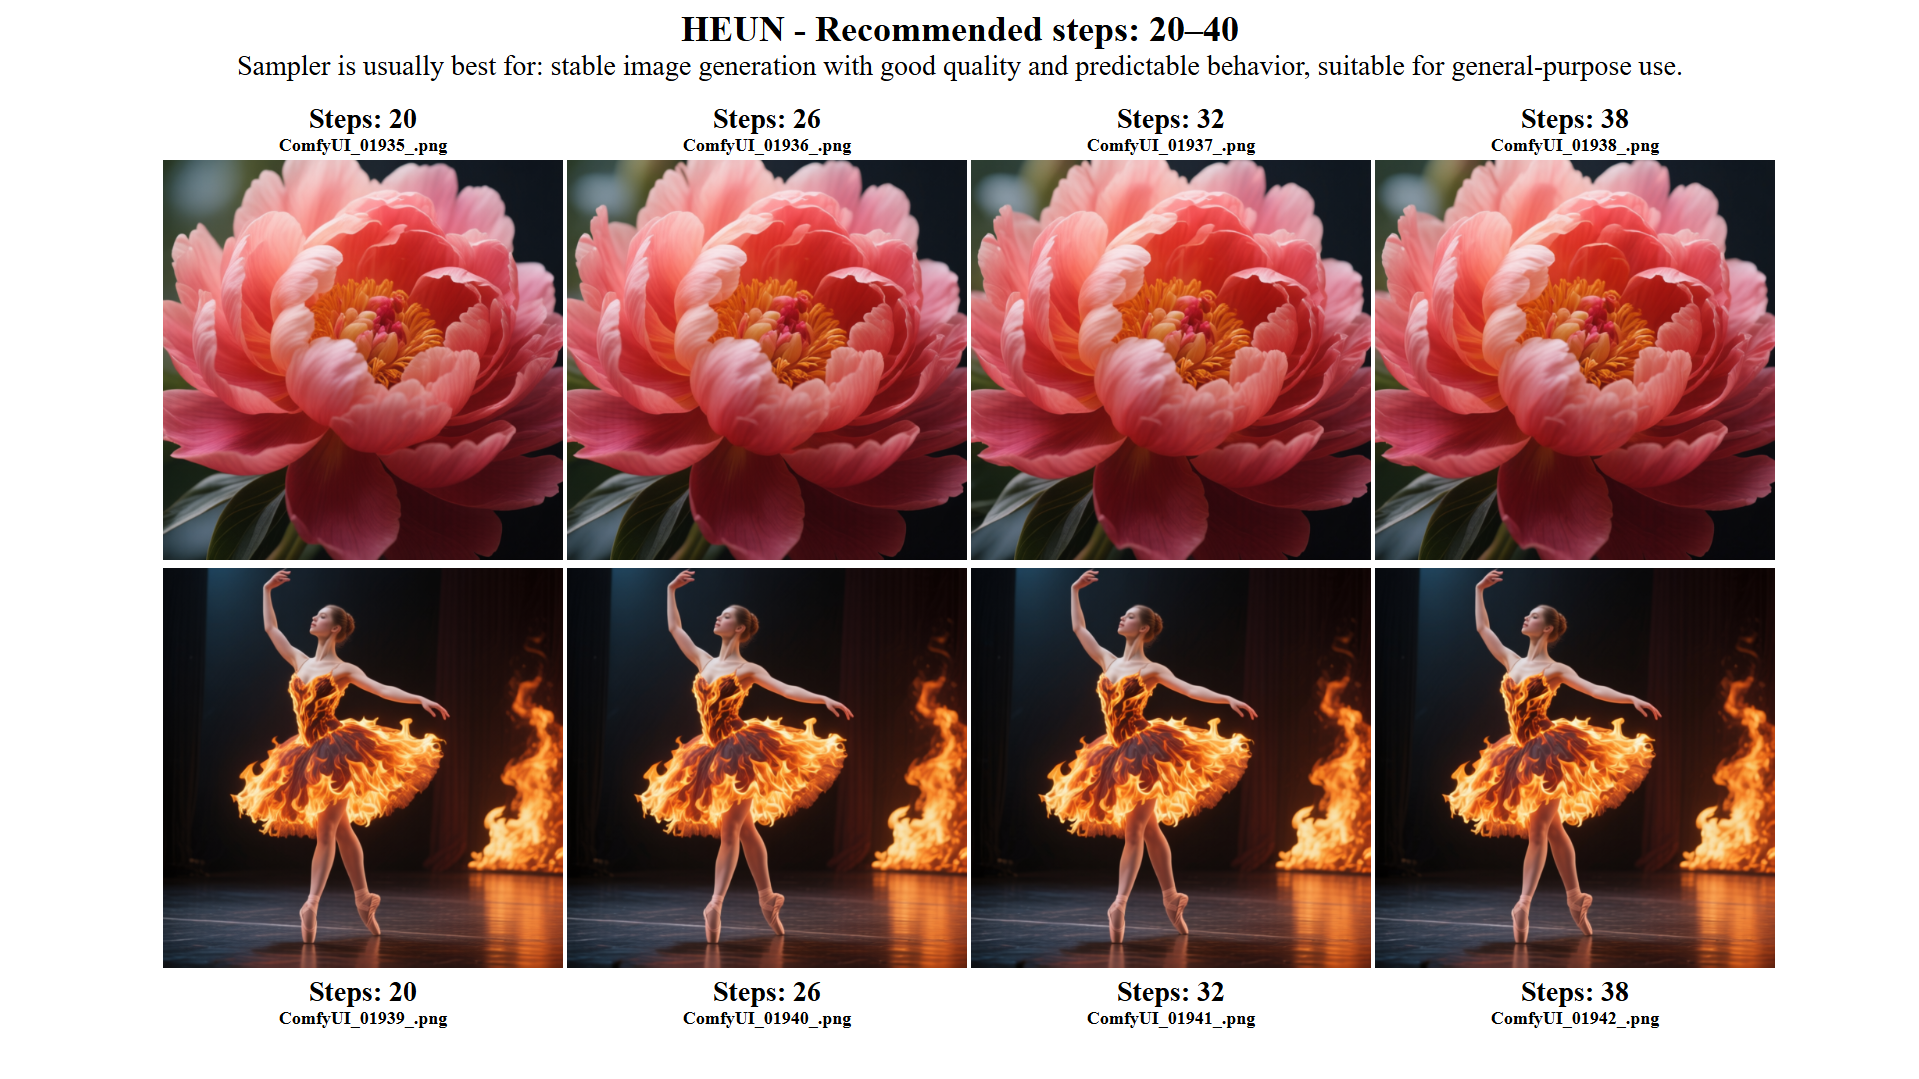 HEUN - Recommended steps: 20–40
Sampler is usually best for: stable image generation with good quality and predictable behavior, suitable for general-purpose use.
Steps: 20
ComfyUI_01935_.png
Steps: 26
ComfyUI_01936_.png
Steps: 32
ComfyUI_01937_.png
Steps: 38
ComfyUI_01938_.png
Steps: 20
ComfyUI_01939_.png
Steps: 26
ComfyUI_01940_.png
Steps: 32
ComfyUI_01941_.png
Steps: 38
ComfyUI_01942_.png